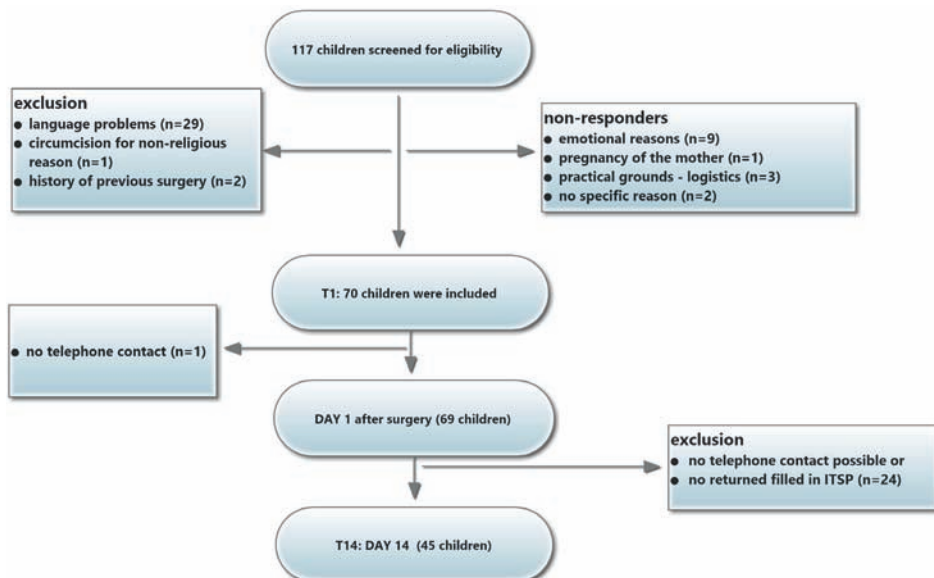 117 children screened for eligibility
exclusion
● language problems (n=29)
● circumcision for non-religious
reason (n=1)
● history of previous surgery (n=2)
non-responders
● emotional reasons (n=9)
● pregnancy of the mother (n=1)
● practical grounds - logistics (n=3)
● no specific reason (n=2)
T1: 70 children were included
● no telephone contact (n=1)
DAY 1 after surgery (69 children)
exclusion
● no telephone contact possible or
● no returned filled in ITSP (n=24)
T14: DAY 14 (45 children)